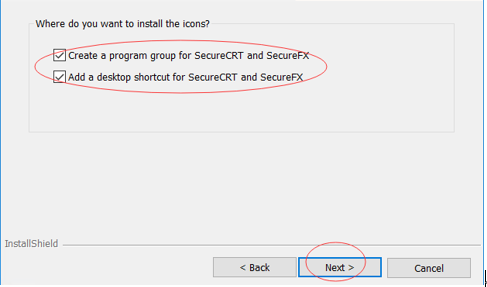 Where do you want to install the icons?
Create a program group for SecureCRT and SecureFX
Add a desktop shortcut for SecureCRT and SecureFX
InstallShield
< Back
Next >
Cancel